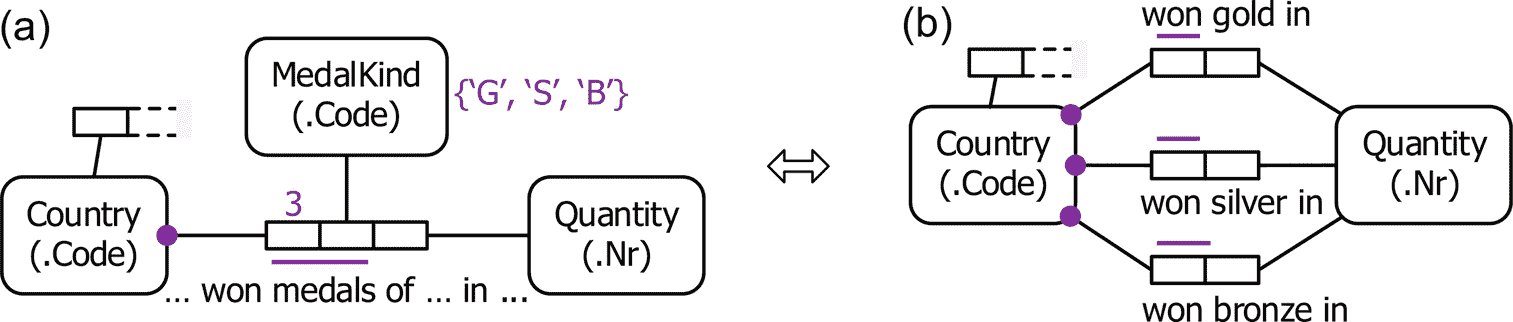 (a)
MedalKind
(.Code)
{‘G’, ‘S’, ‘B’}
Country
(.Code)
3
Quantity
(.Nr)
... won medals of ... in ...
(b)
won gold in
Country
(.Code)
won silver in
Quantity
(.Nr)
won bronze in